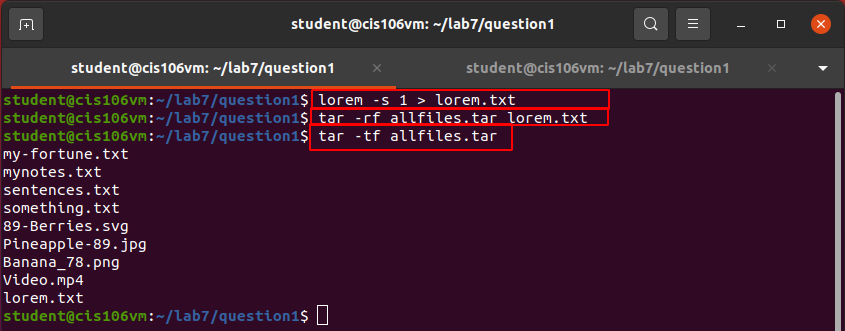 student@cis106vm: ~/lab7/question1
student@cis106vm: ~/lab7/question1 × student@cis106vm: ~/lab7/question1 ×
student@cis106vm:~/lab7/question1$ lorem -s 1 > lorem.txt
student@cis106vm:~/lab7/question1$ tar -rf allfiles.tar lorem.txt
student@cis106vm:~/lab7/question1$ tar -tf allfiles.tar
my-fortune.txt
mynotes.txt
sentences.txt
something.txt
89-Berries.svg
Pineapple-89.jpg
Banana_78.png
Video.mp4
lorem.txt
student@cis106vm:~/lab7/question1$